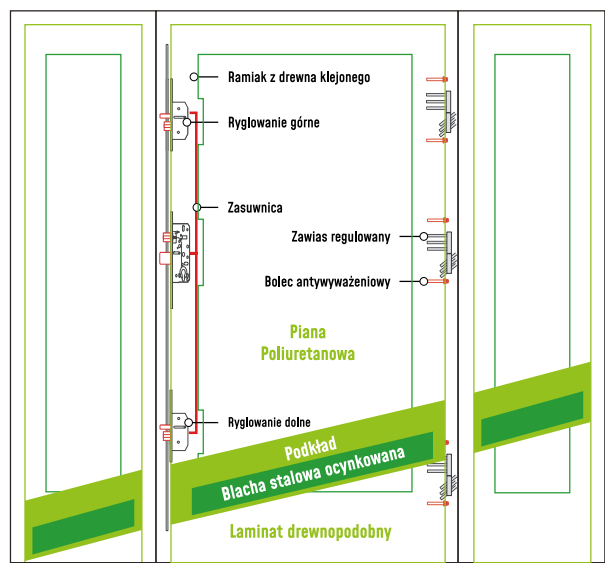 Ramiak z drewna klejonego
Ryglowanie górne
Zasuwnica
Zawias regulowany
Bolec antywyważeniowy
Piana
Poliuretanowa
Ryglowanie dolne
Podkład
Blacha stalowa ocynkowana
Laminat drewnopodobny